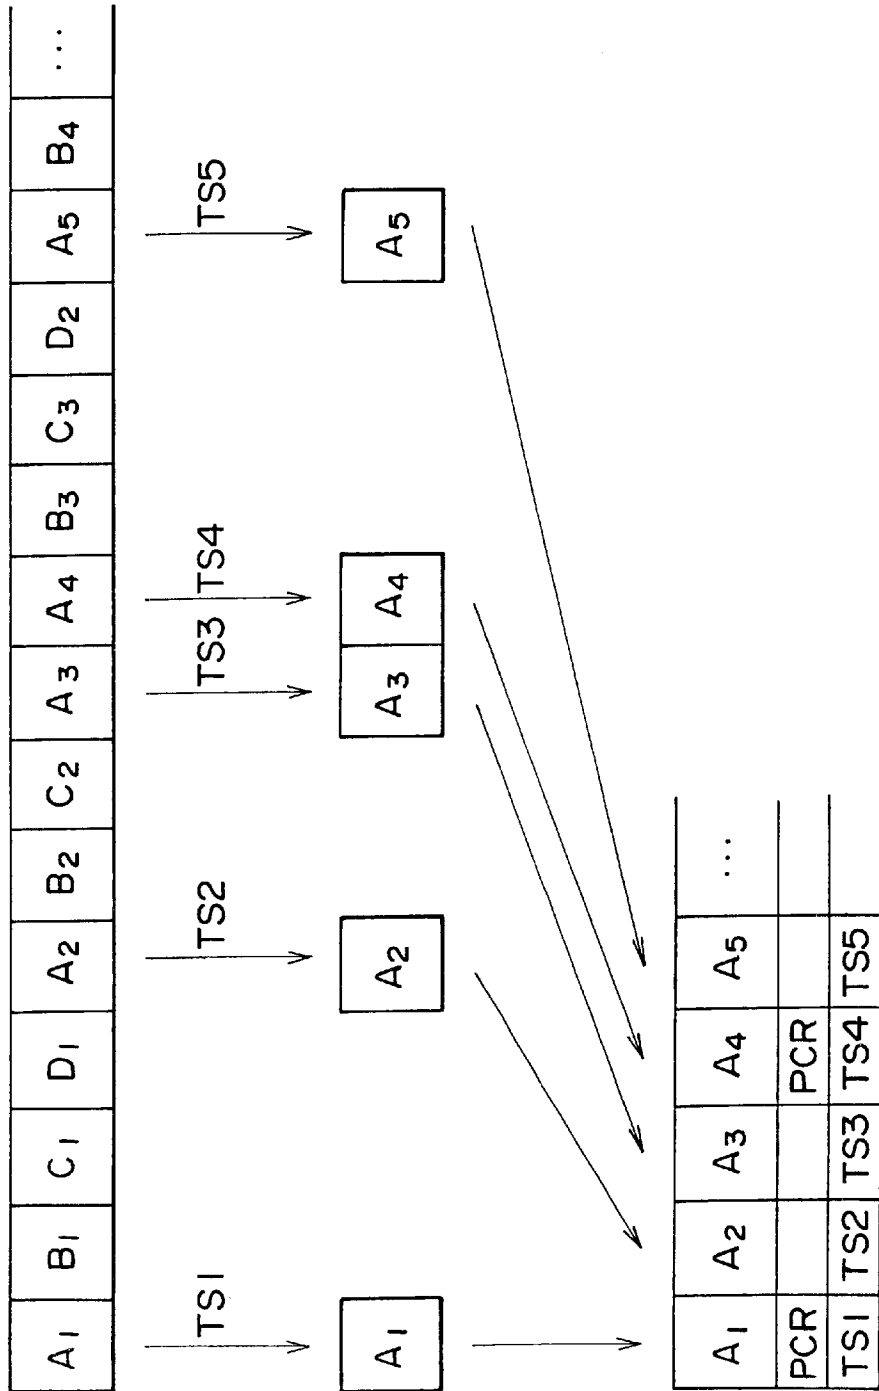 A1 B1 C1 D1 A2 B2 C2 A3 A4 B3 C3 D2 A5 B4 ...
TS1 TS2 TS3 TS4 TS5
A1 A2 A3 A4 A5
A1 A2 A3 A4 A5 ...
PCR PCR
TS1 TS2 TS3 TS4 TS5